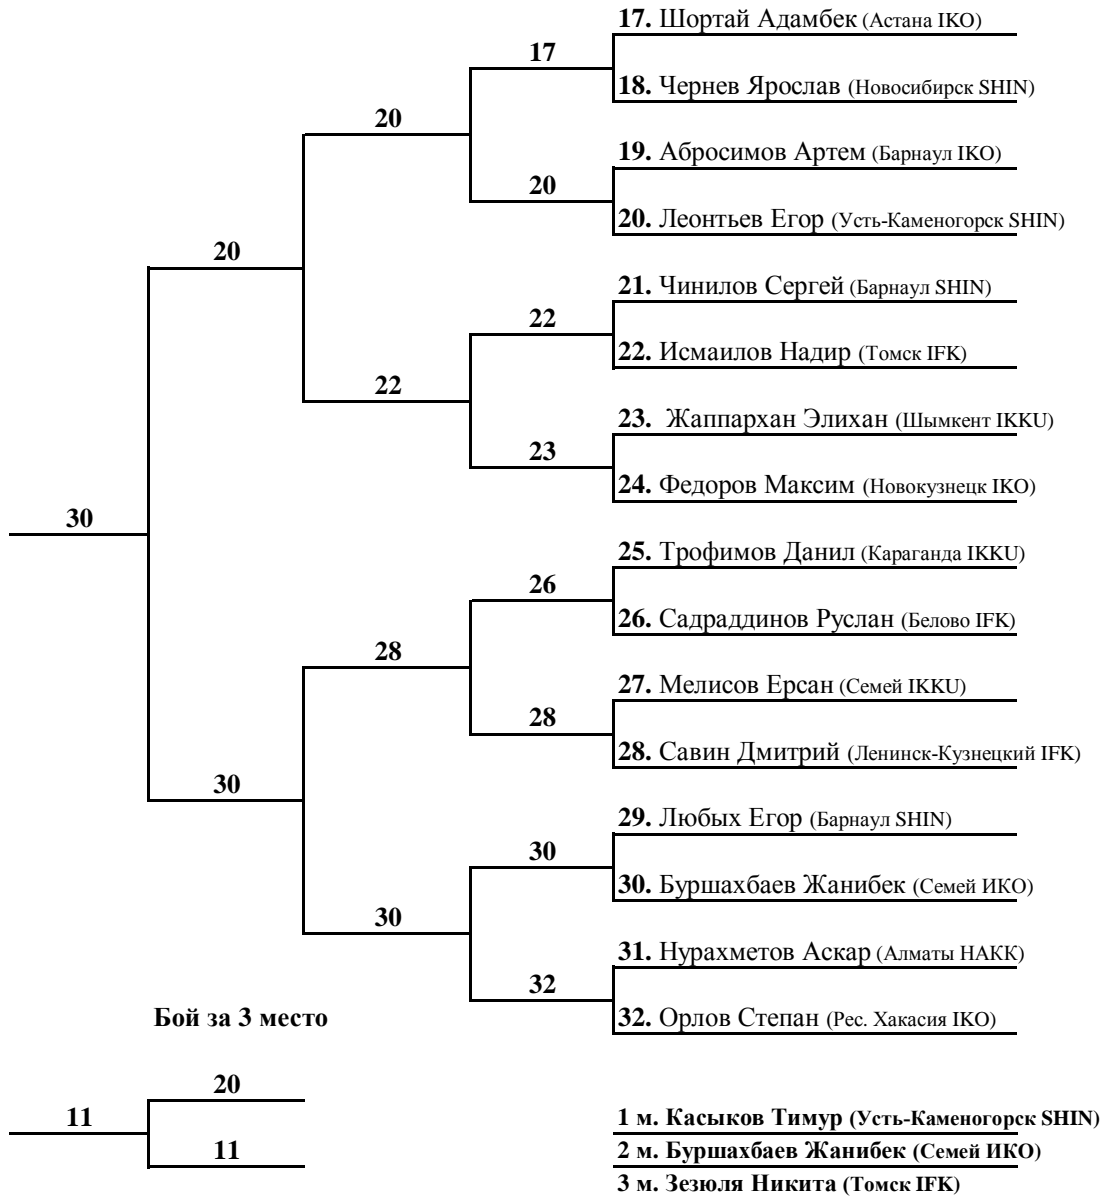 17. Шортай Адамбек (Астана IKO)
17
18. Чернев Ярослав (Новосибирск SHIN)
20
19. Абросимов Артем (Барнаул IKO)
20
20. Леонтьев Егор (Усть-Каменогорск SHIN)
20
21. Чинилов Сергей (Барнаул SHIN)
22
22. Исмаилов Надир (Томск IFK)
22
23. Жаппархан Элихан (Шымкент IKKU)
23
24. Федоров Максим (Новокузнецк IKO)
30
25. Трофимов Данил (Караганда IKKU)
26
26. Садраддинов Руслан (Белово IFK)
28
27. Мелисов Ерсан (Семей IKKU)
28
28. Савин Дмитрий (Ленинск-Кузнецкий IFK)
30
29. Любых Егор (Барнаул SHIN)
30
30. Буршахбаев Жанибек (Семей ИКО)
30
31. Нурахметов Аскар (Алматы НАКК)
32
32. Орлов Степан (Рес. Хакасия IKO)
Бой за 3 место
20
11
1 м. Касыков Тимур (Усть-Каменогорск SHIN)
11
2 м. Буршахбаев Жанибек (Семей ИКО)
3 м. Зезюля Никита (Томск IFK)